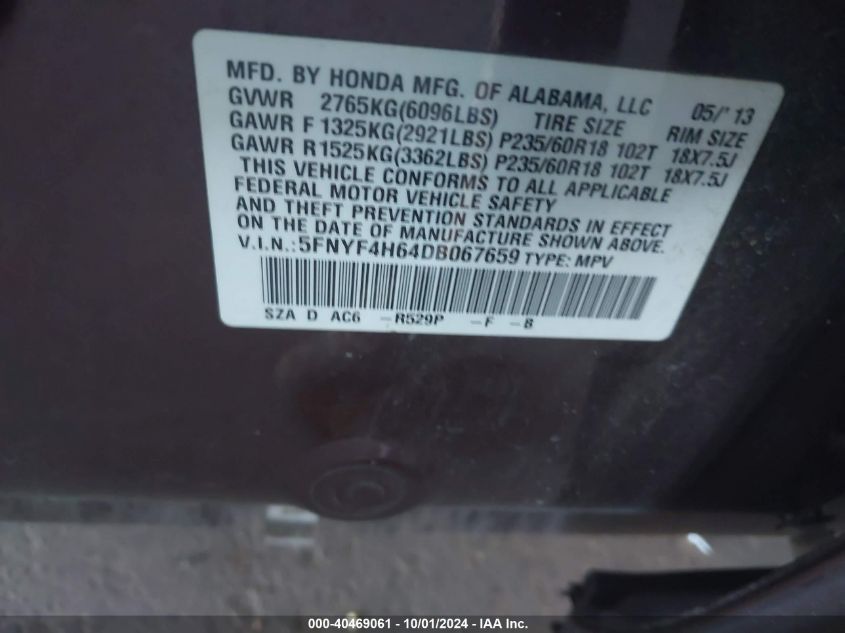 MFD. BY HONDA MFG. OF ALABAMA, LLC 05/'13
GVWR 2765KG(6096LBS) TIRE SIZE RIM SIZE
GAWR F 1325KG(2921LBS) P235/60R18 102T 18X7.5J
GAWR R 1525KG(3362LBS) P235/60R18 102T 18X7.5J
THIS VEHICLE CONFORMS TO ALL APPLICABLE
FEDERAL MOTOR VEHICLE SAFETY
AND THEFT PREVENTION STANDARDS IN EFFECT
ON THE DATE OF MANUFACTURE SHOWN ABOVE.
V.I.N.:5FNYF4H64DB067659 TYPE: MPV
SZA D AC6 -R529P -F -B
000-40469061 - 10/01/2024 - IAA Inc.